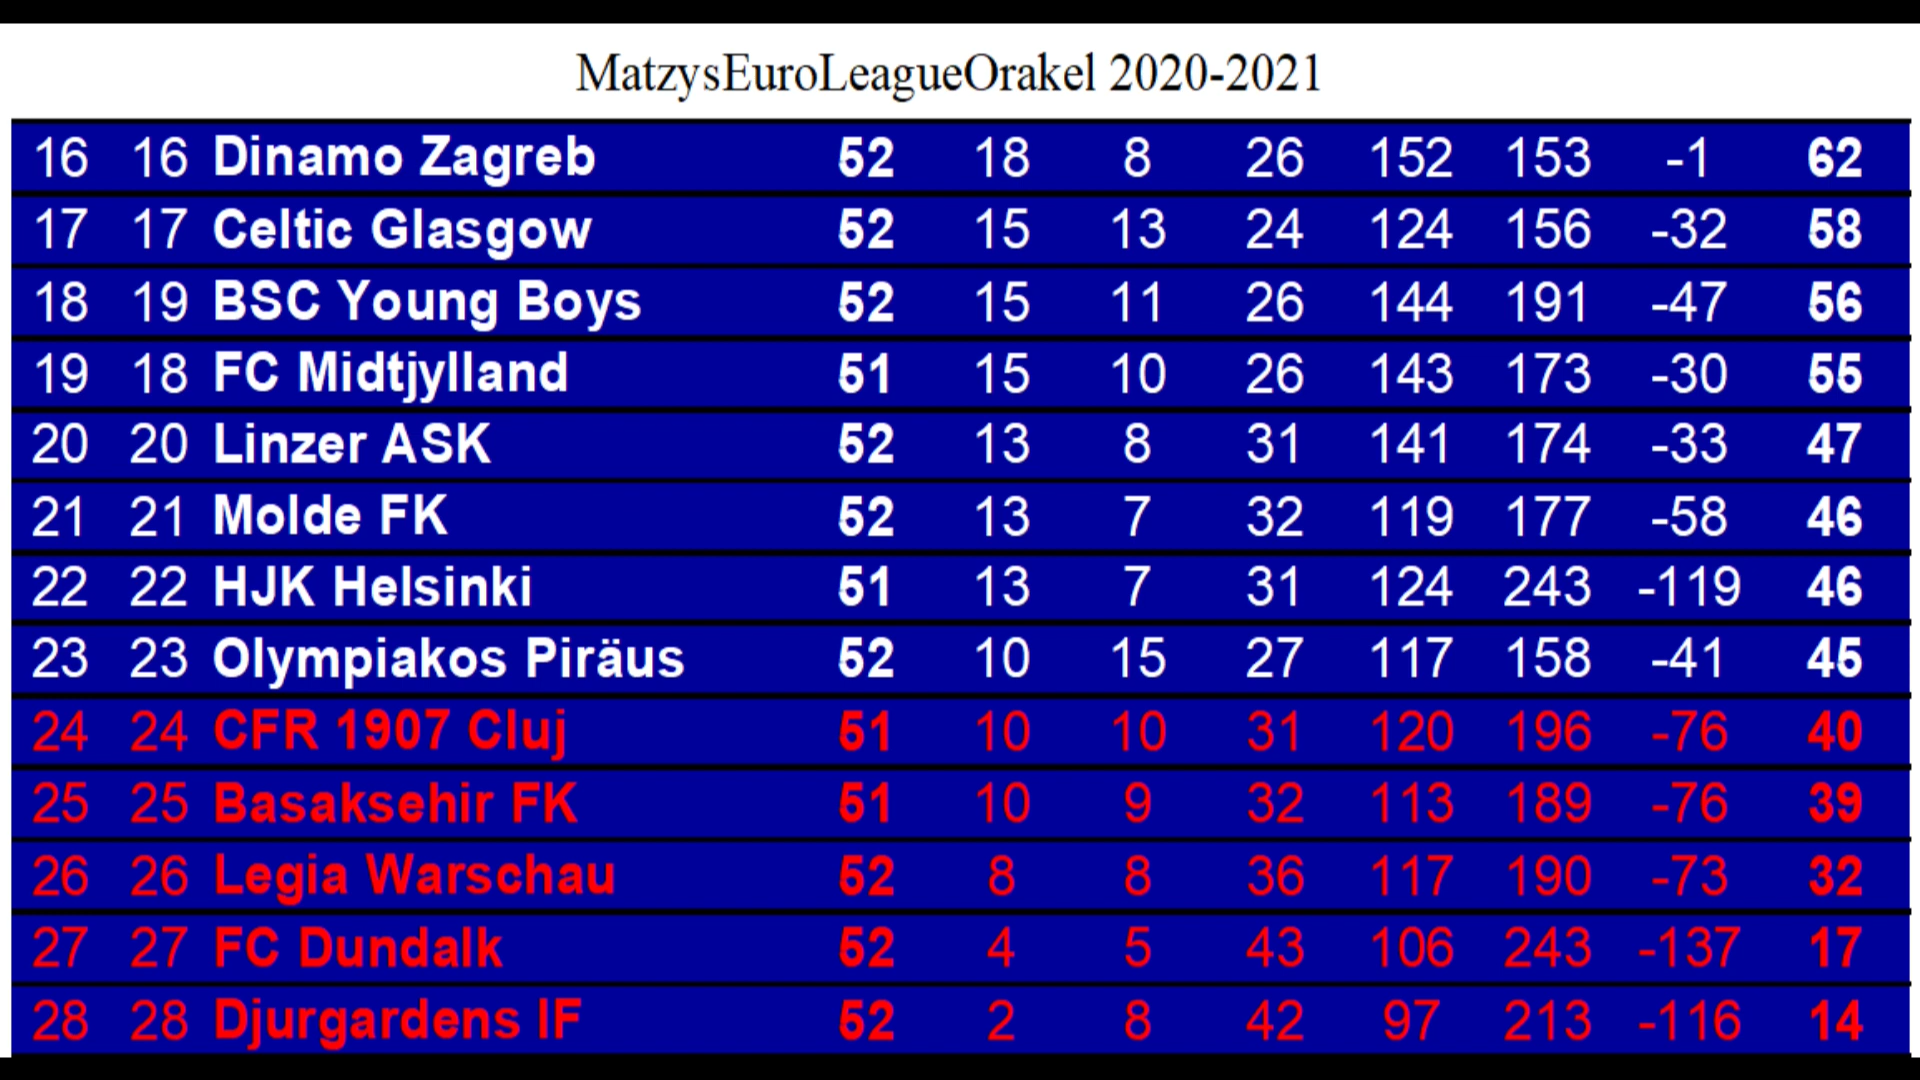 MatzysEuroLeagueOrakel 2020-2021
16 16 Dinamo Zagreb 52 18 8 26 152 153 -1 62
17 17 Celtic Glasgow 52 15 13 24 124 156 -32 58
18 19 BSC Young Boys 52 15 11 26 144 191 -47 56
19 18 FC Midtjylland 51 15 10 26 143 173 -30 55
20 20 Linzer ASK 52 13 8 31 141 174 -33 47
21 21 Molde FK 52 13 7 32 119 177 -58 46
22 22 HJK Helsinki 51 13 7 31 124 243 -119 46
23 23 Olympiakos Piräus 52 10 15 27 117 158 -41 45
24 24 CFR 1907 Cluj 51 10 10 31 120 196 -76 40
25 25 Basaksehir FK 51 10 9 32 113 189 -76 39
26 26 Legia Warschau 52 8 8 36 117 190 -73 32
27 27 FC Dundalk 52 4 5 43 106 243 -137 17
28 28 Djurgardens IF 52 2 8 42 97 213 -116 14